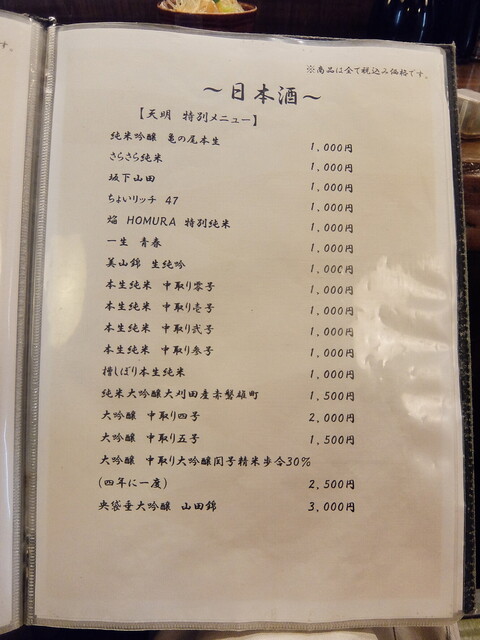 す。
※商品は全て税込み価格です。
～日本酒～
【天明 特別メニュー】
純米吟醸 亀の尾本生 1,000円
さらさら純米 1,000円
坂下山田 1,000円
ちょいリッチ 47 1,000円
焔 HOMURA 特別純米 1,000円
一生 青春 1,000円
美山錦 生純吟 1,000円
本生純米 中取り零号 1,000円
本生純米 中取り壱号 1,000円
本生純米 中取り弐号 1,000円
本生純米 中取り参号 1,000円
槽しぼり本生純米 1,000円
純米大吟醸大刈田産赤磐雄町 1,500円
大吟醸 中取り四号 2,000円
大吟醸 中取り五号 1,500円
大吟醸 中取り大吟醸閏号精米歩合30%
(四年に一度) 2,500円
央袋垂大吟醸 山田錦 3,000円